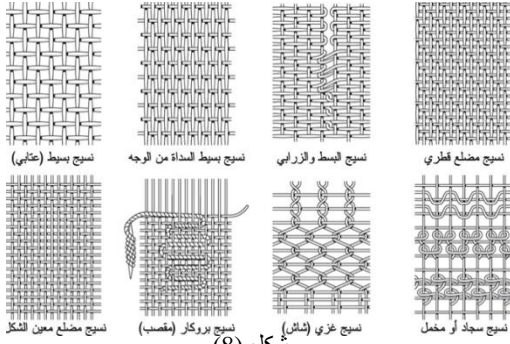 نسيج مضلع قطري
نسيج البسط والزرابي
نسيج بسيط السداة من الوجه
نسيج بسيط (عتابي)
نسيج سجاد أو مخمل
نسيج غزي (شاش)
نسيج بروكار (مقصب)
نسيج مضلع معين الشكل
شكل (8)